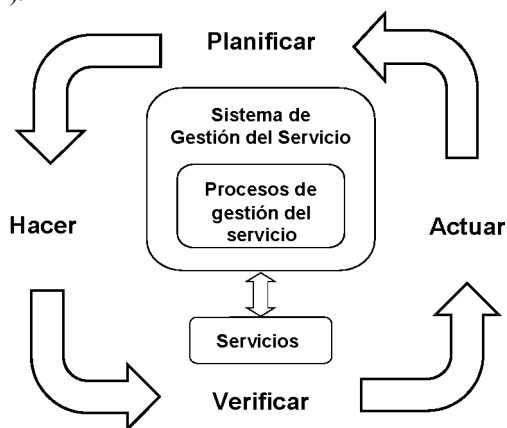 ).
Planificar
Sistema de
Gestión del Servicio
Procesos de
gestión del
servicio
Hacer
Actuar
Servicios
Verificar